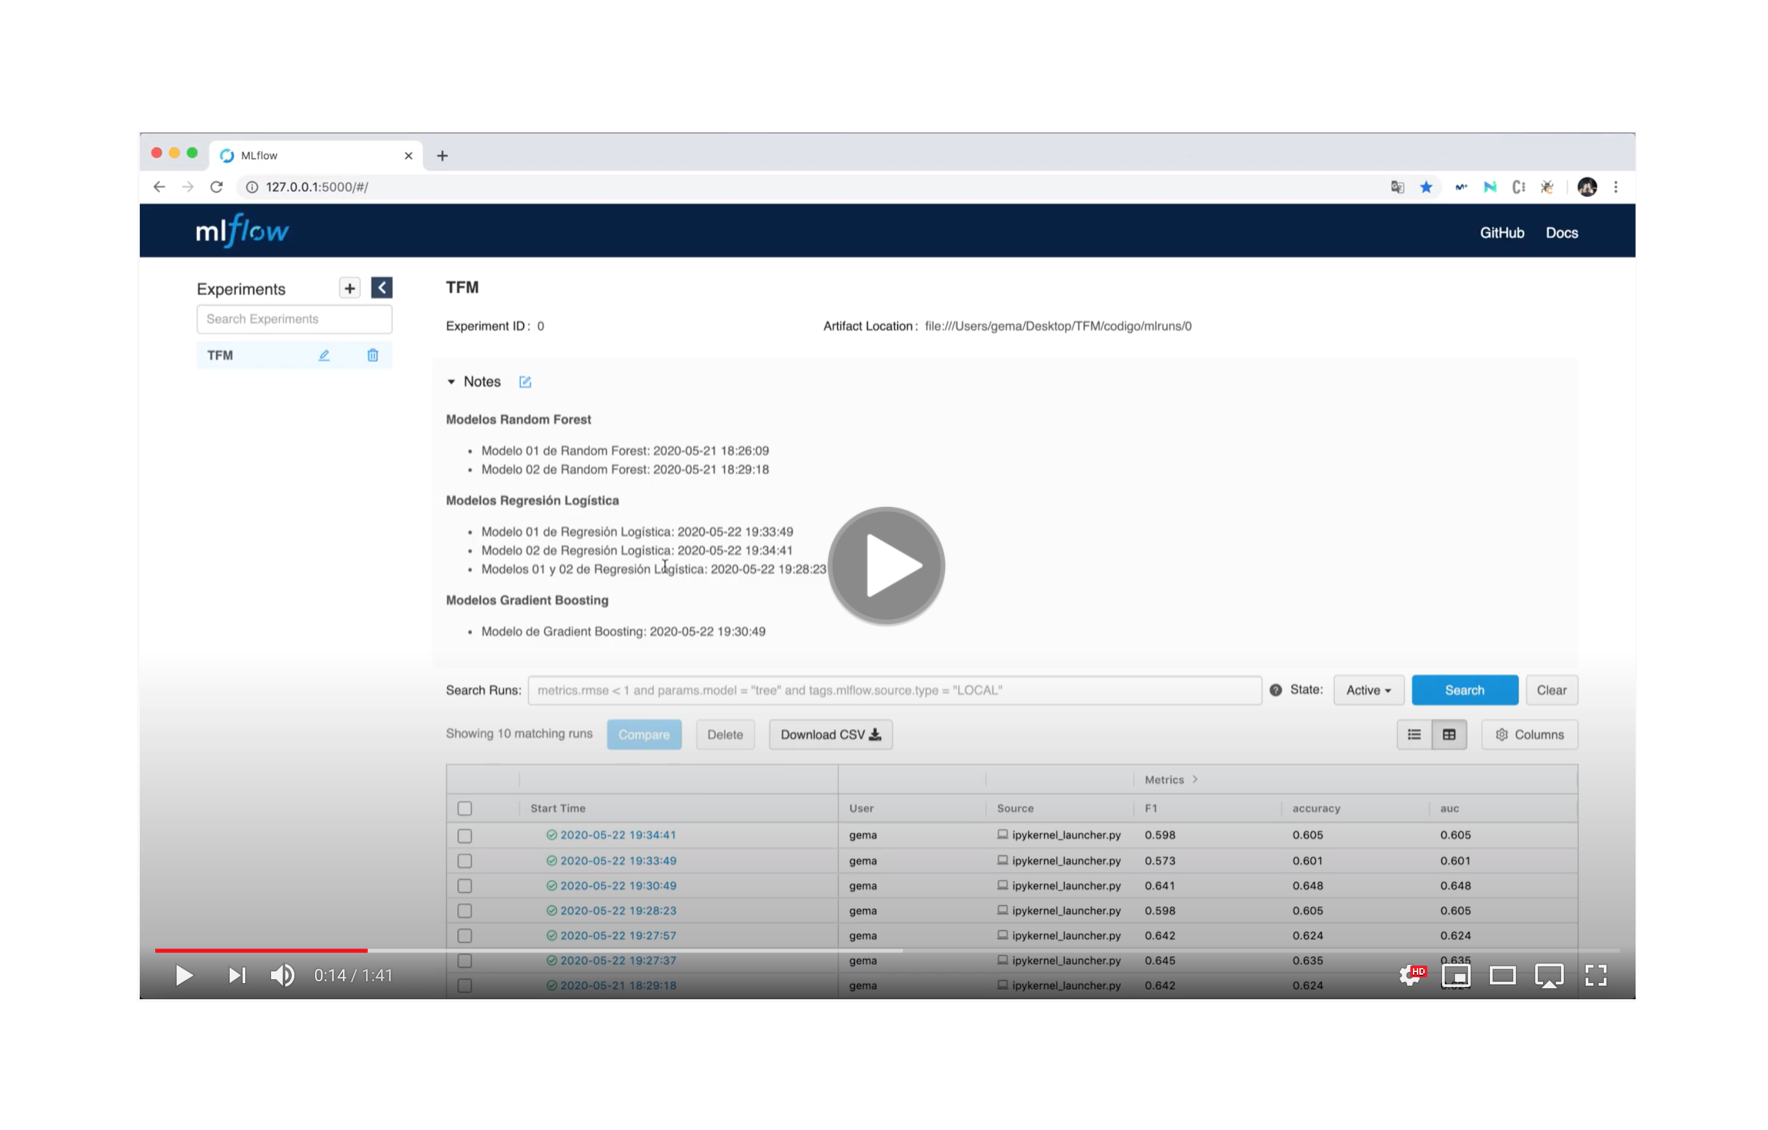 MLflow
127.0.0.1:5000/#/
mlflow
GitHub Docs
Experiments
Search Experiments
TFM
TFM
Experiment ID: 0
Artifact Location: file:///Users/gema/Desktop/TFM/codigo/mlruns/0
Notes
Modelos Random Forest
• Modelo 01 de Random Forest: 2020-05-21 18:26:09
• Modelo 02 de Random Forest: 2020-05-21 18:29:18
Modelos Regresión Logística
• Modelo 01 de Regresión Logística: 2020-05-22 19:33:49
• Modelo 02 de Regresión Logística: 2020-05-22 19:34:41
• Modelos 01 y 02 de Regresión Logística: 2020-05-22 19:28:23
Modelos Gradient Boosting
• Modelo de Gradient Boosting: 2020-05-22 19:30:49
Search Runs: metrics.rmse < 1 and params.model = "tree" and tags.mlflow.source.type = "LOCAL" State: Active Search Clear
Showing 10 matching runs Compare Delete Download CSV Columns
Metrics >
Start Time User Source F1 accuracy auc
2020-05-22 19:34:41 gema ipykernel_launcher.py 0.598 0.605 0.605
2020-05-22 19:33:49 gema ipykernel_launcher.py 0.573 0.601 0.601
2020-05-22 19:30:49 gema ipykernel_launcher.py 0.641 0.648 0.648
2020-05-22 19:28:23 gema ipykernel_launcher.py 0.598 0.605 0.605
2020-05-22 19:27:57 gema ipykernel_launcher.py 0.642 0.624 0.624
2020-05-22 19:27:37 gema ipykernel_launcher.py 0.645 0.635 0.635
2020-05-21 18:29:18 gema ipykernel_launcher.py 0.642 0.624
0:14 / 1:41
HD